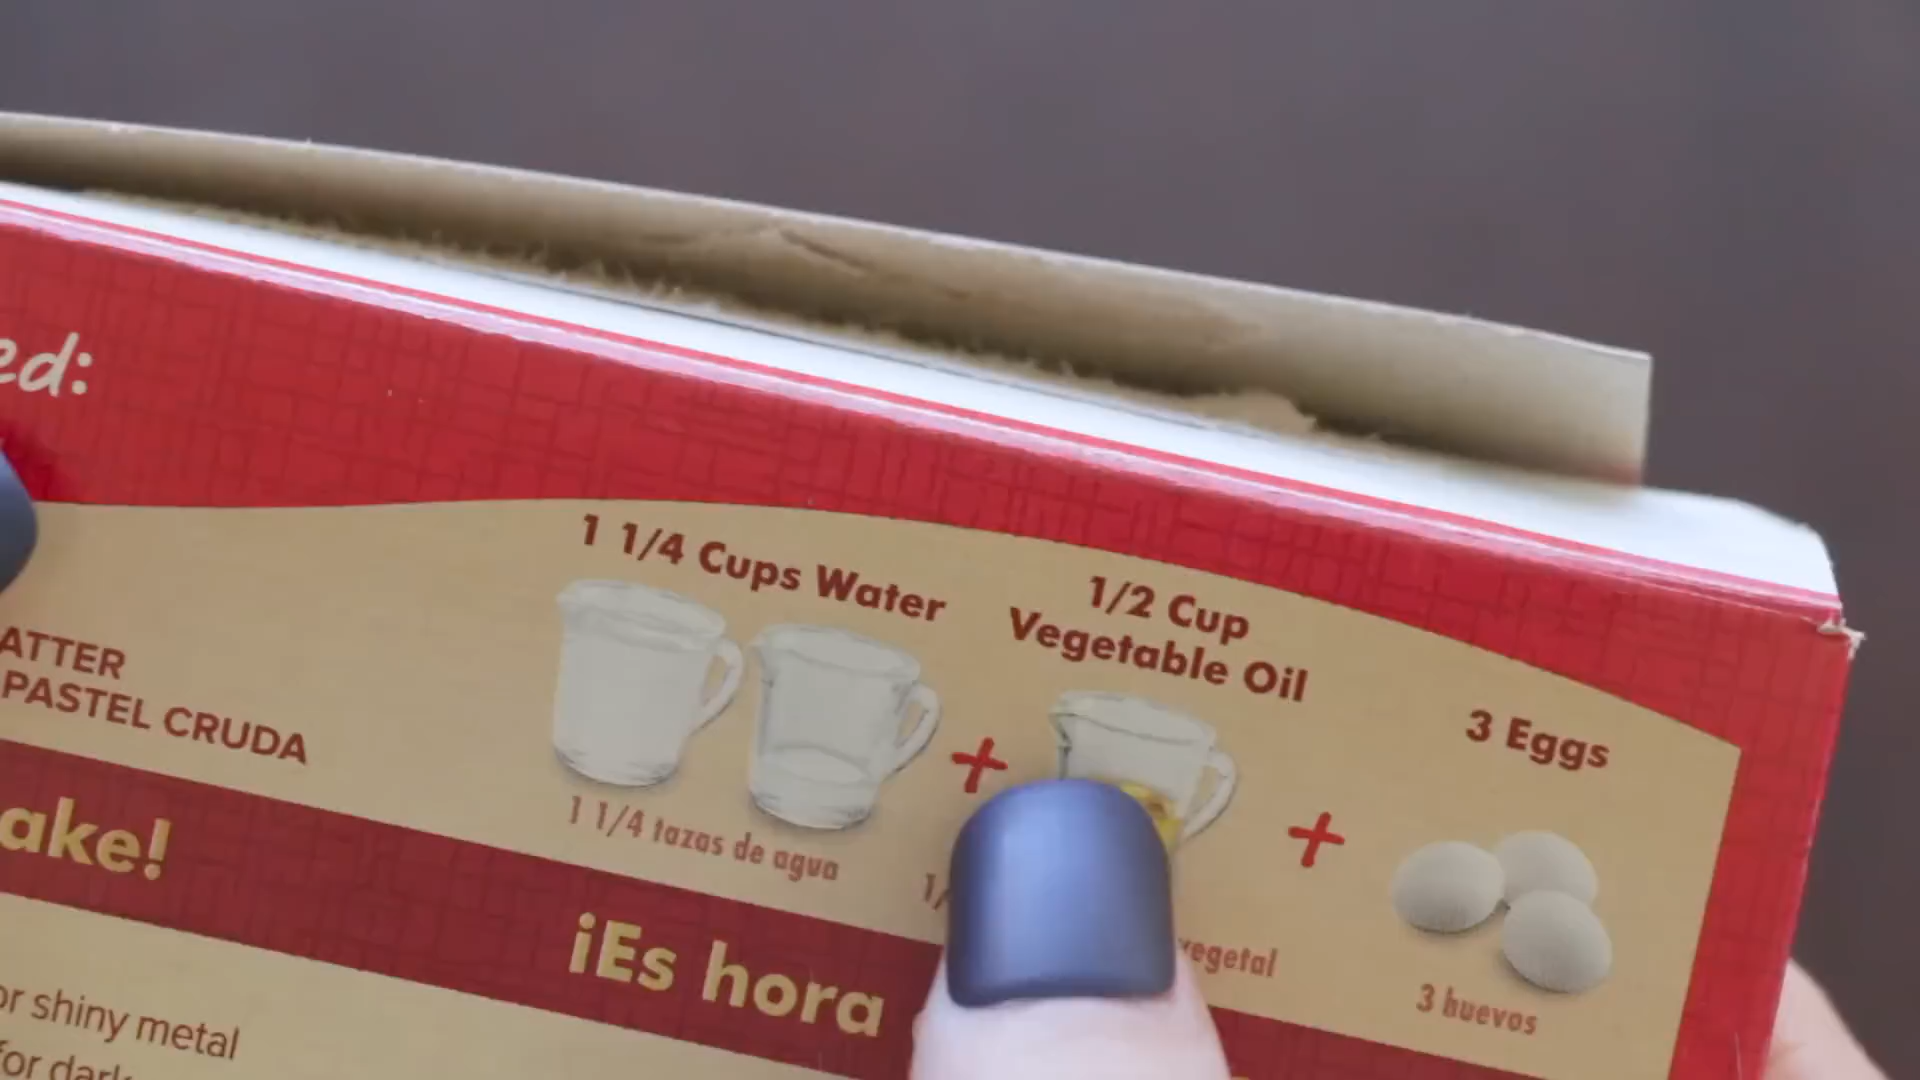 ed:
1 1/4 Cups Water
1/2 Cup
Vegetable Oil
3 Eggs
1 1/4 tazas de agua
vegetal
3 huevos
ATTER
PASTEL CRUDA
ake!
¡Es hora
or shiny metal
for dark